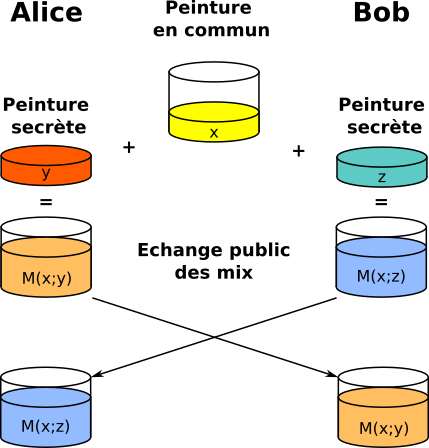 Alice
Peinture
en commun
Bob
x
Peinture
secrète
+
+
Peinture
secrète
y
z
=
=
Echange public
des mix
M(x;y)
M(x;z)
M(x;z)
M(x;y)